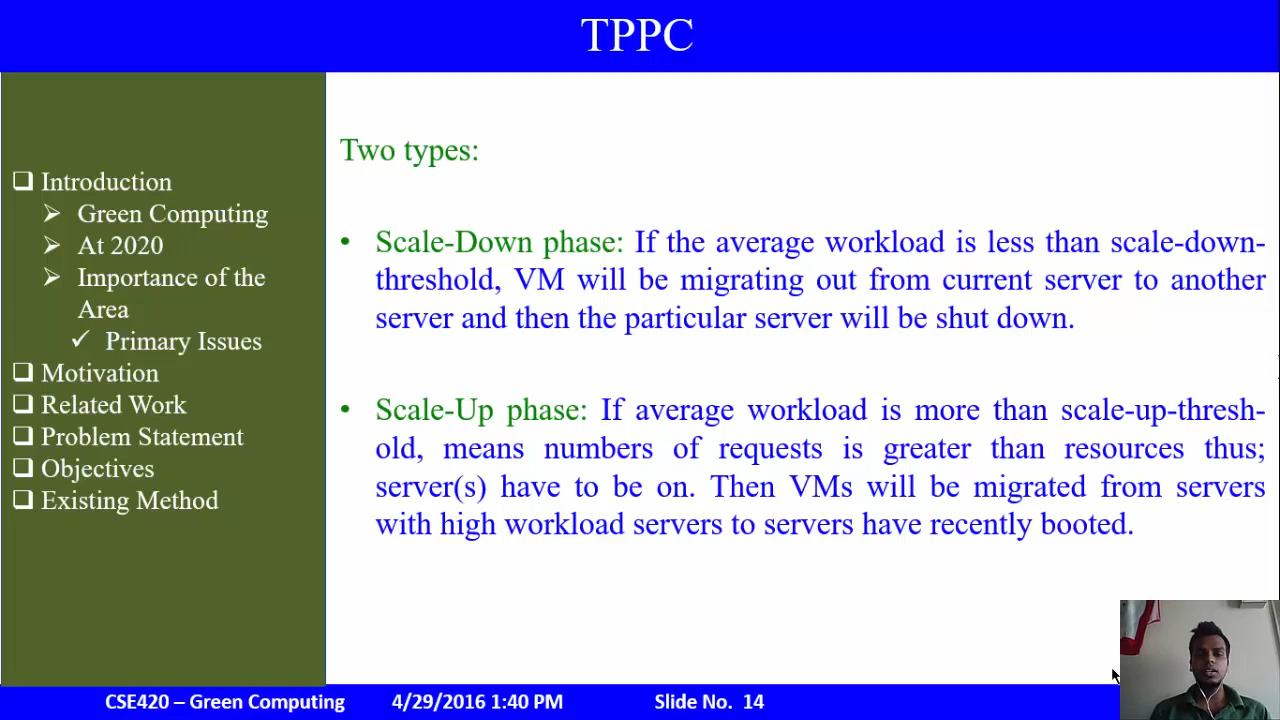 TPPC
Introduction
Green Computing
At 2020
Importance of the
Area
Primary Issues
Motivation
Related Work
Problem Statement
Objectives
Existing Method
Two types:
• Scale-Down phase: If the average workload is less than scale-down-
threshold, VM will be migrating out from current server to another
server and then the particular server will be shut down.
• Scale-Up phase: If average workload is more than scale-up-thresh-
old, means numbers of requests is greater than resources thus;
server(s) have to be on. Then VMs will be migrated from servers
with high workload servers to servers have recently booted.
CSE420 – Green Computing 4/29/2016 1:40 PM Slide No. 14